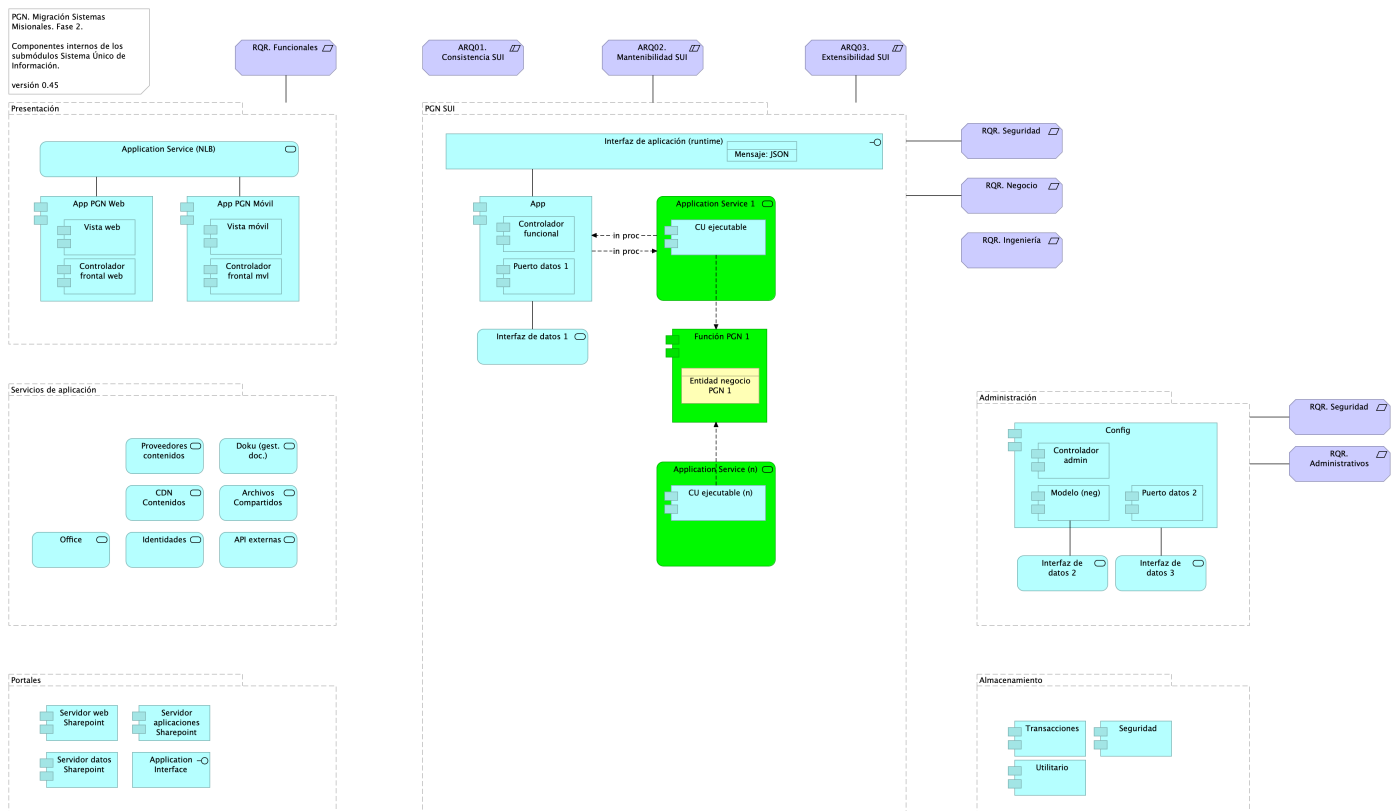 PGN. Migración Sistemas
Misionales. Fase 2.
Componentes internos de los
submódulos Sistema Único de
Información.
versión 0.45
RQR. Funcionales
ARQ01.
Consistencia SUI
ARQ02.
Mantenibilidad SUI
ARQ03.
Extensibilidad SUI
Presentación
Application Service (NLB)
App PGN Web
Vista web
Controlador
frontal web
App PGN Móvil
Vista móvil
Controlador
frontal mvl
PGN SUI
Interfaz de aplicación (runtime)
Mensaje: JSON
App
Controlador
funcional
Puerto datos 1
in proc
in proc
Application Service 1
CU ejecutable
Interfaz de datos 1
Función PGN 1
Entidad negocio
PGN 1
Application Service (n)
CU ejecutable (n)
RQR. Seguridad
RQR. Negocio
RQR. Ingeniería
Servicios de aplicación
Proveedores
contenidos
Doku (gest.
doc.)
CDN
Contenidos
Archivos
Compartidos
Office
Identidades
API externas
Administración
Config
Controlador
admin
Modelo (neg)
Puerto datos 2
Interfaz de
datos 2
Interfaz de
datos 3
RQR. Seguridad
RQR.
Administrativos
Portales
Servidor web
Sharepoint
Servidor
aplicaciones
Sharepoint
Servidor datos
Sharepoint
Application
Interface
Almacenamiento
Transacciones
Seguridad
Utilitario